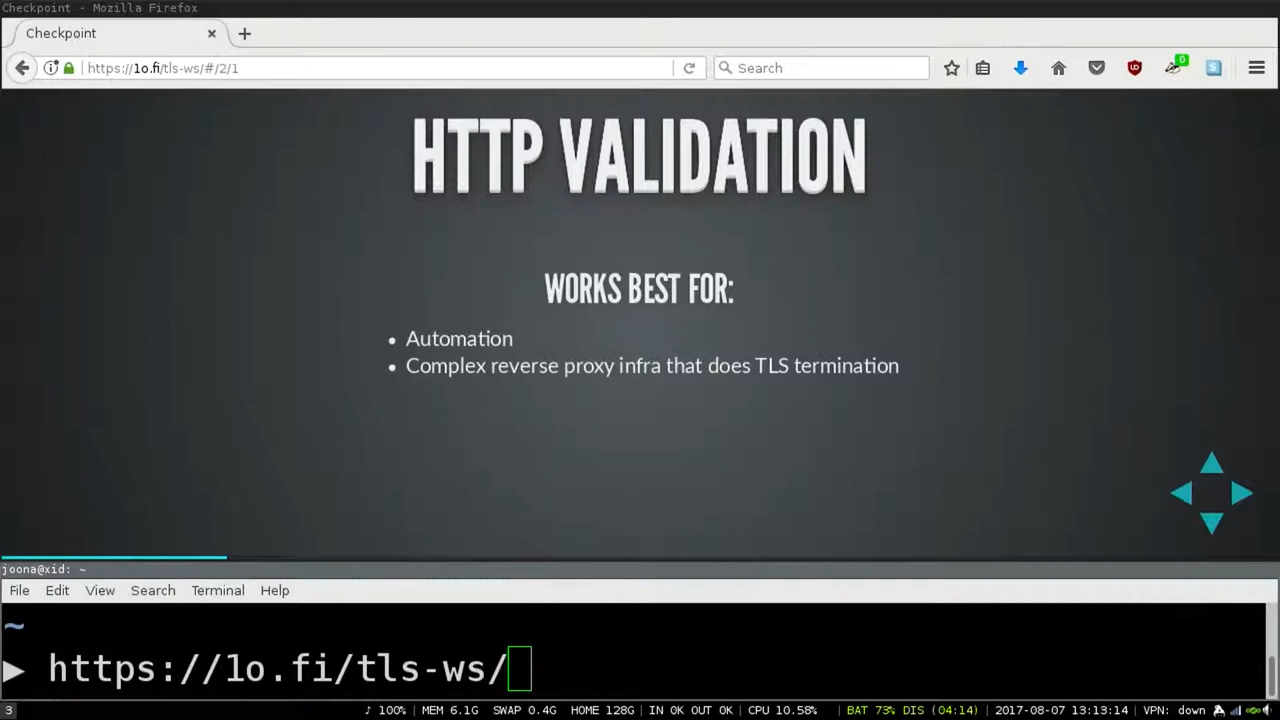 Checkpoint - Mozilla Firefox
Checkpoint
https://1o.fi/tls-ws/#/2/1
Search
0
HTTP VALIDATION
WORKS BEST FOR:
• Automation
• Complex reverse proxy infra that does TLS termination
joona@xid: ~
File Edit View Search Terminal Help
~
https://1o.fi/tls-ws/
3 ♪ 100% | MEM 6.1G | SWAP 0.4G | HOME 128G | IN OK OUT OK | CPU 10.58% | BAT 73% DIS (04:14) | 2017-08-07 13:13:14 | VPN: down